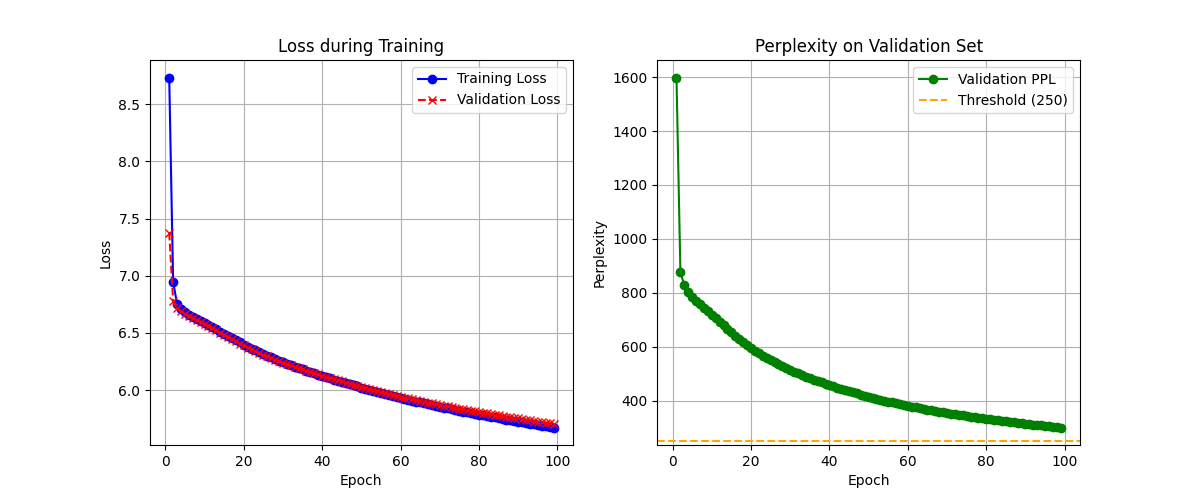 Loss during Training
Training Loss
Validation Loss
8.5
8.0
7.5
7.0
6.5
6.0
Loss
0 20 40 60 80 100
Epoch
Perplexity on Validation Set
Validation PPL
Threshold (250)
1600
1400
1200
1000
800
600
400
Perplexity
0 20 40 60 80 100
Epoch